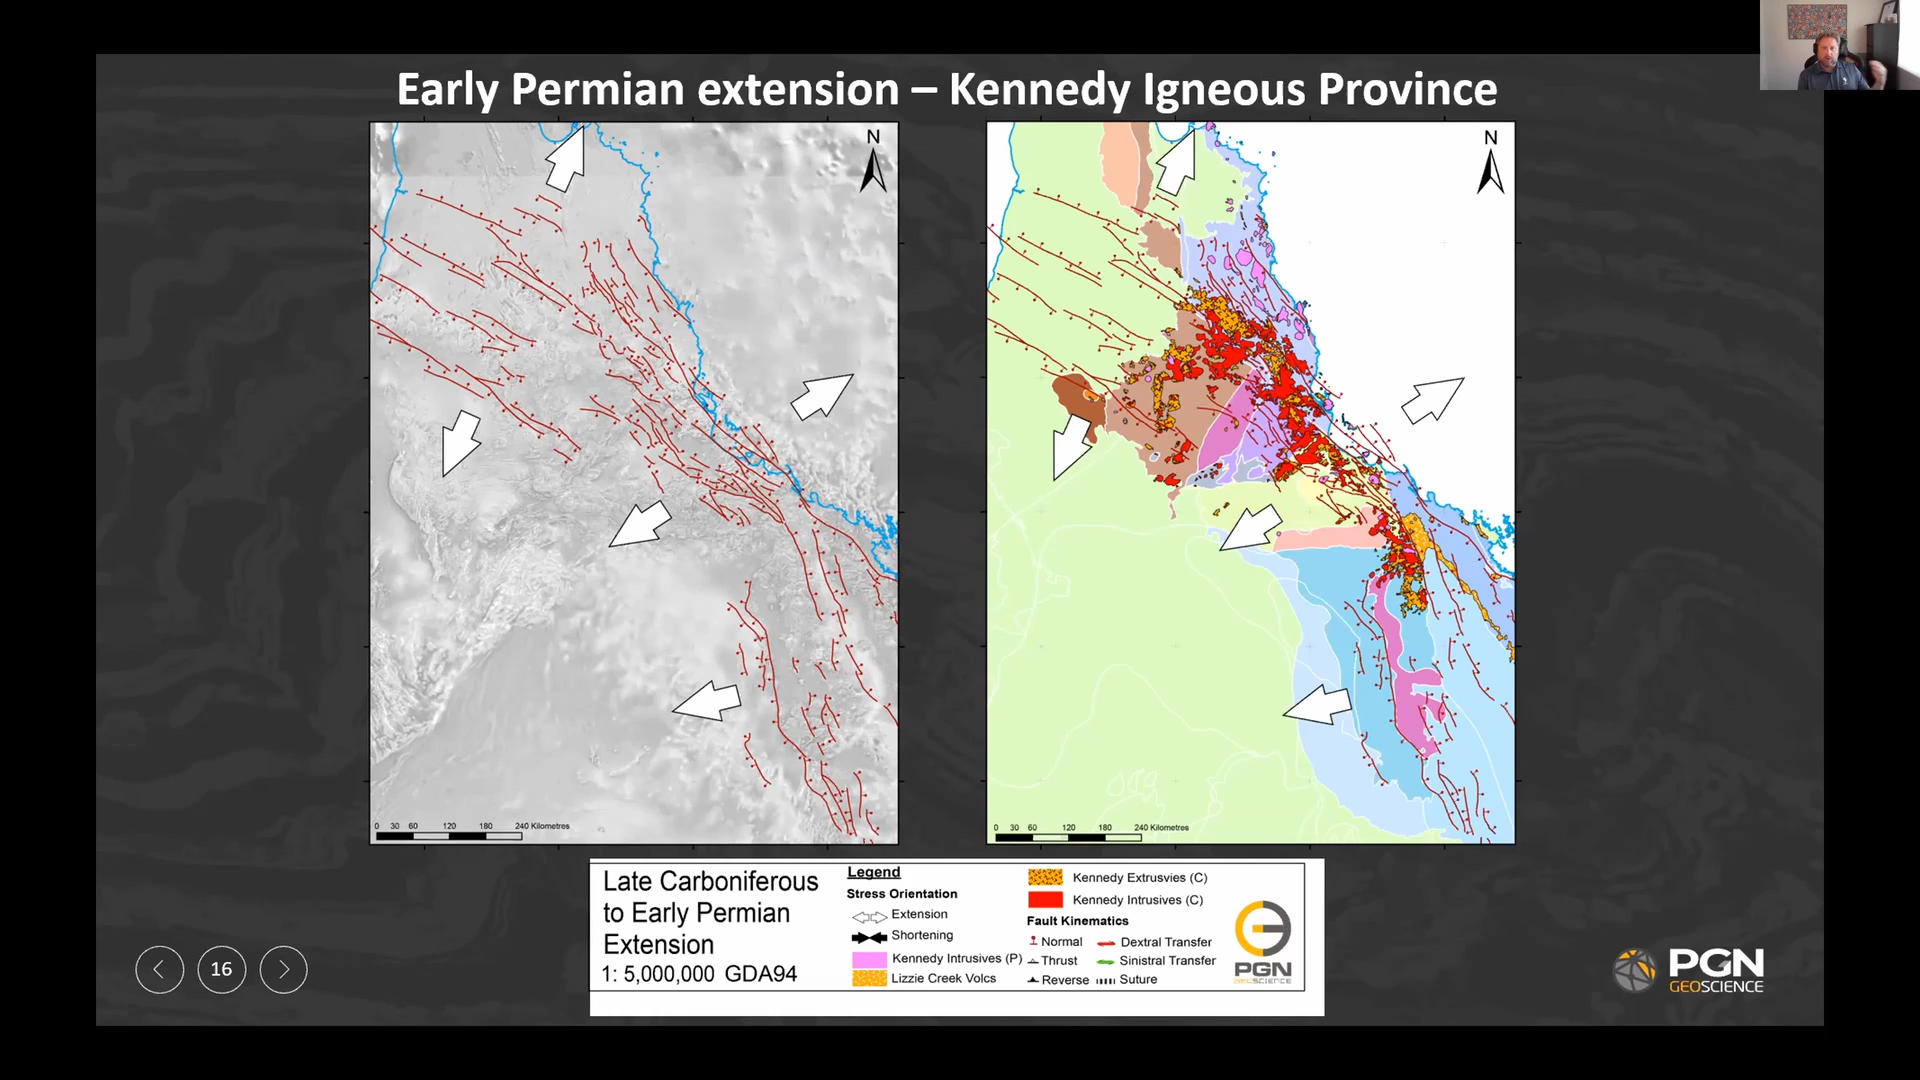 Early Permian extension – Kennedy Igneous Province
N
0 30 60 120 180 240 Kilometres
N
0 30 60 120 180 240 Kilometres
Late Carboniferous
to Early Permian
Extension
1: 5,000,000 GDA94
Legend
Stress Orientation
Extension
Shortening
Kennedy Intrusives (P)
Lizzie Creek Volcs
Kennedy Extrusvies (C)
Kennedy Intrusives (C)
Fault Kinematics
Normal
Dextral Transfer
Thrust
Sinistral Transfer
Reverse
Suture
PGN
GEOSCIENCE
16
PGN
GEOSCIENCE